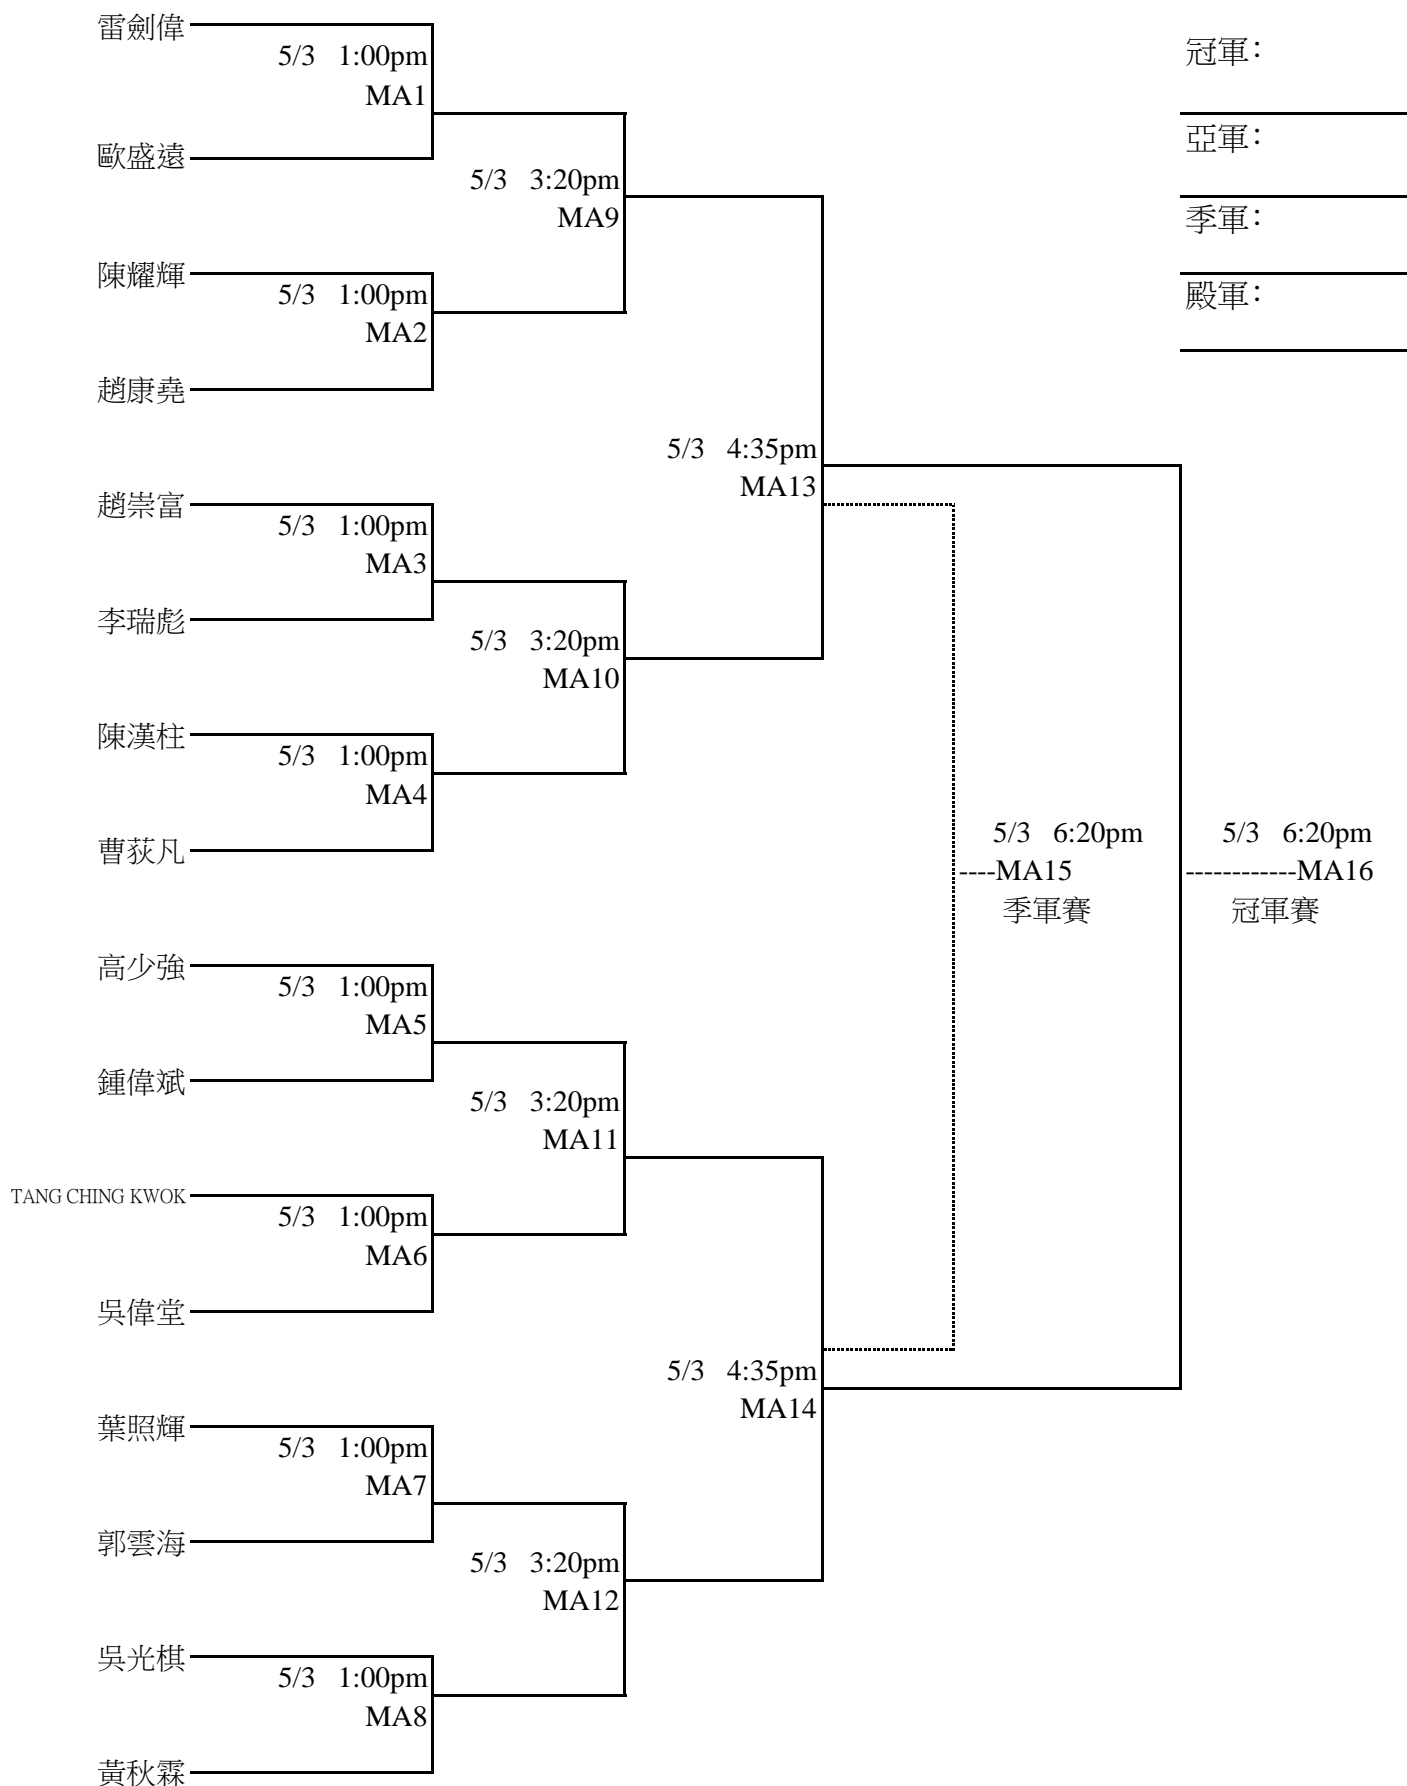 雷劍偉
5/3 1:00pm
MA1
歐盛遠
5/3 3:20pm
MA9
陳耀輝
5/3 1:00pm
MA2
趙康堯
5/3 4:35pm
MA13
趙崇富
5/3 1:00pm
MA3
李瑞彪
5/3 3:20pm
MA10
陳漢柱
5/3 1:00pm
MA4
曹荻凡
5/3 6:20pm
----MA15
季軍賽
5/3 6:20pm
------------MA16
冠軍賽
高少強
5/3 1:00pm
MA5
鍾偉斌
5/3 3:20pm
MA11
TANG CHING KWOK
5/3 1:00pm
MA6
吳偉堂
5/3 4:35pm
MA14
葉照輝
5/3 1:00pm
MA7
郭雲海
5/3 3:20pm
MA12
吳光棋
5/3 1:00pm
MA8
黃秋霖
冠軍：
亞軍：
季軍：
殿軍：